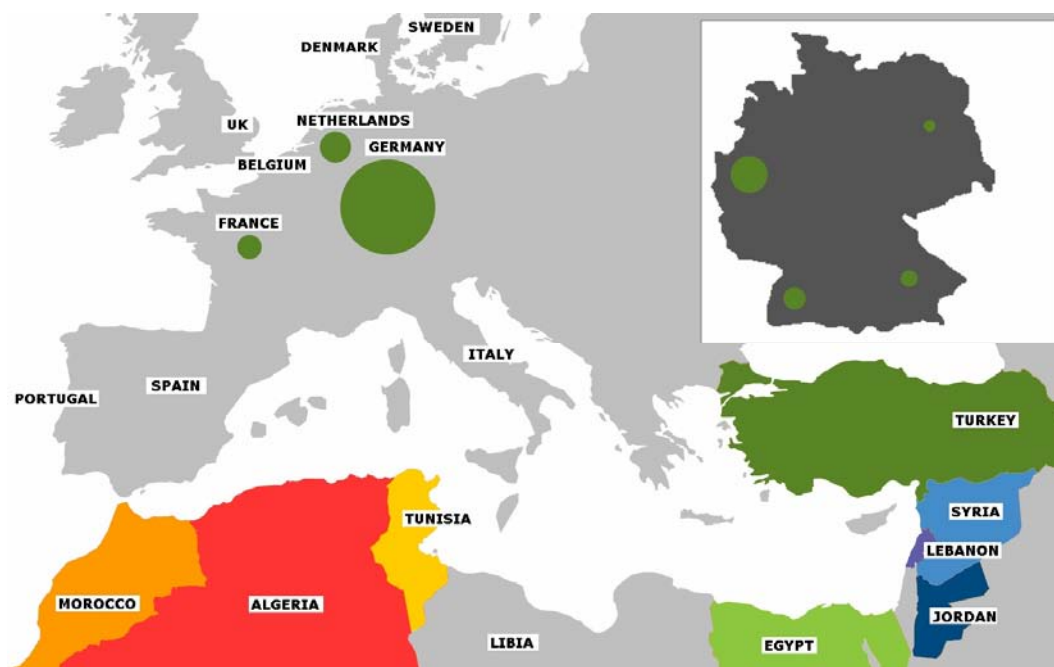 SWEDEN
DENMARK
NETHERLANDS
UK
GERMANY
BELGIUM
FRANCE
ITALY
SPAIN
PORTUGAL
TURKEY
SYRIA
TUNISIA
LEBANON
MOROCCO
ALGERIA
JORDAN
LIBIA
EGYPT